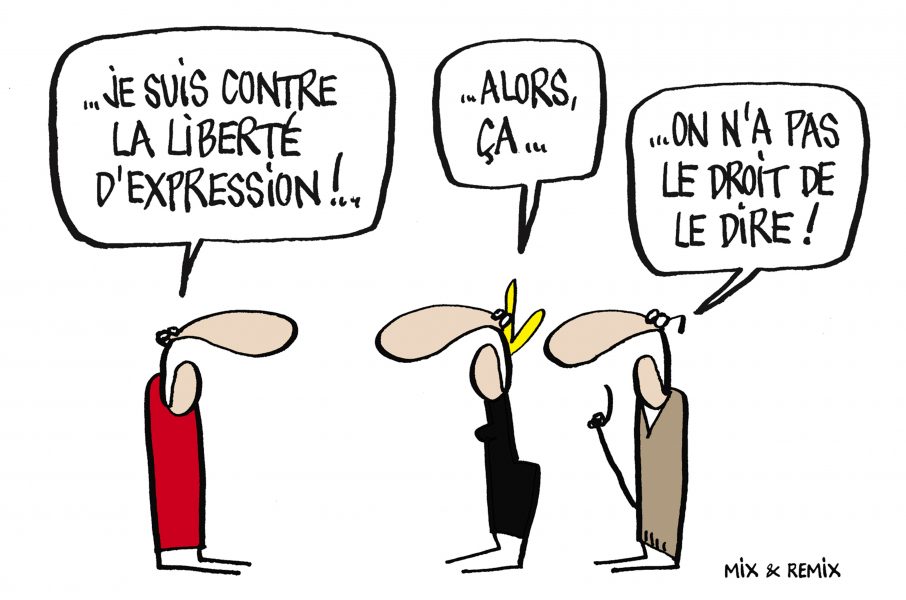 ...JE SUIS CONTRE
LA LIBERTÉ
D'EXPRESSION!...
...ALORS,
ÇA...
...ON N'A PAS
LE DROIT DE
LE DIRE!
MIX & REMIX